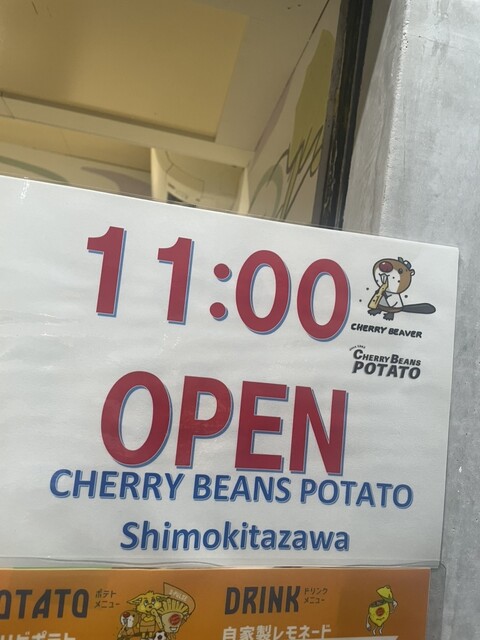 11:00
CHERRY BEAVER
CHERRY BEANS
POTATO
OPEN
CHERRY BEANS POTATO
Shimokitazawa
POTATO
ポテト
メニュー
DRINK
ドリンク
メニュー
自家製レモネード